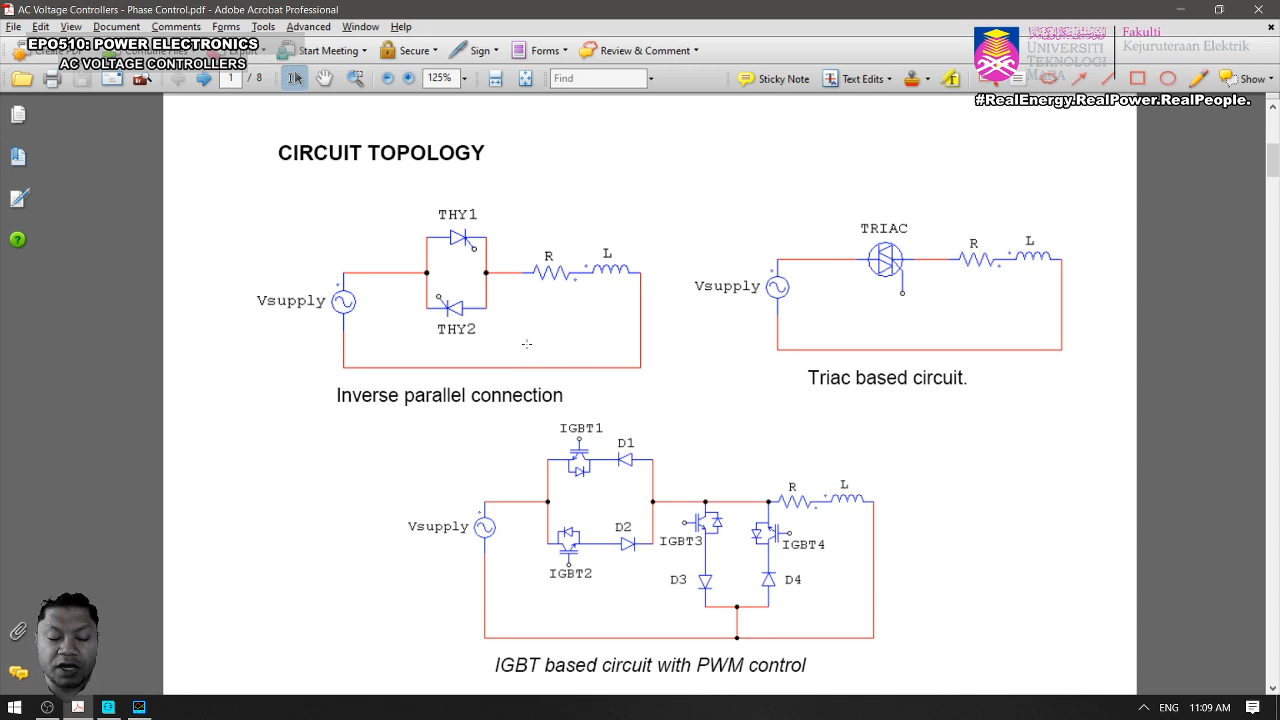 AC Voltage Controllers - Phase Control.pdf - Adobe Acrobat Professional
File Edit View Document Comments Forms Tools Advanced Window Help
EPO510: POWER ELECTRONICS
AC VOLTAGE CONTROLLERS
Start Meeting
Secure
Sign
Forms
Review & Comment
Fakulti
Kejuruteraan Elektrik
UNIVERSITI
TEKNOLOGI
MARA
#RealEnergy.RealPower.RealPeople.
1 / 8
125%
Find
Sticky Note
Text Edits
Show
CIRCUIT TOPOLOGY
THY1
R
L
Vsupply
THY2
Inverse parallel connection
TRIAC
R
L
Vsupply
Triac based circuit.
IGBT1
D1
R
L
Vsupply
D2
IGBT2
IGBT3
IGBT4
D3
D4
IGBT based circuit with PWM control
ENG 11:09 AM